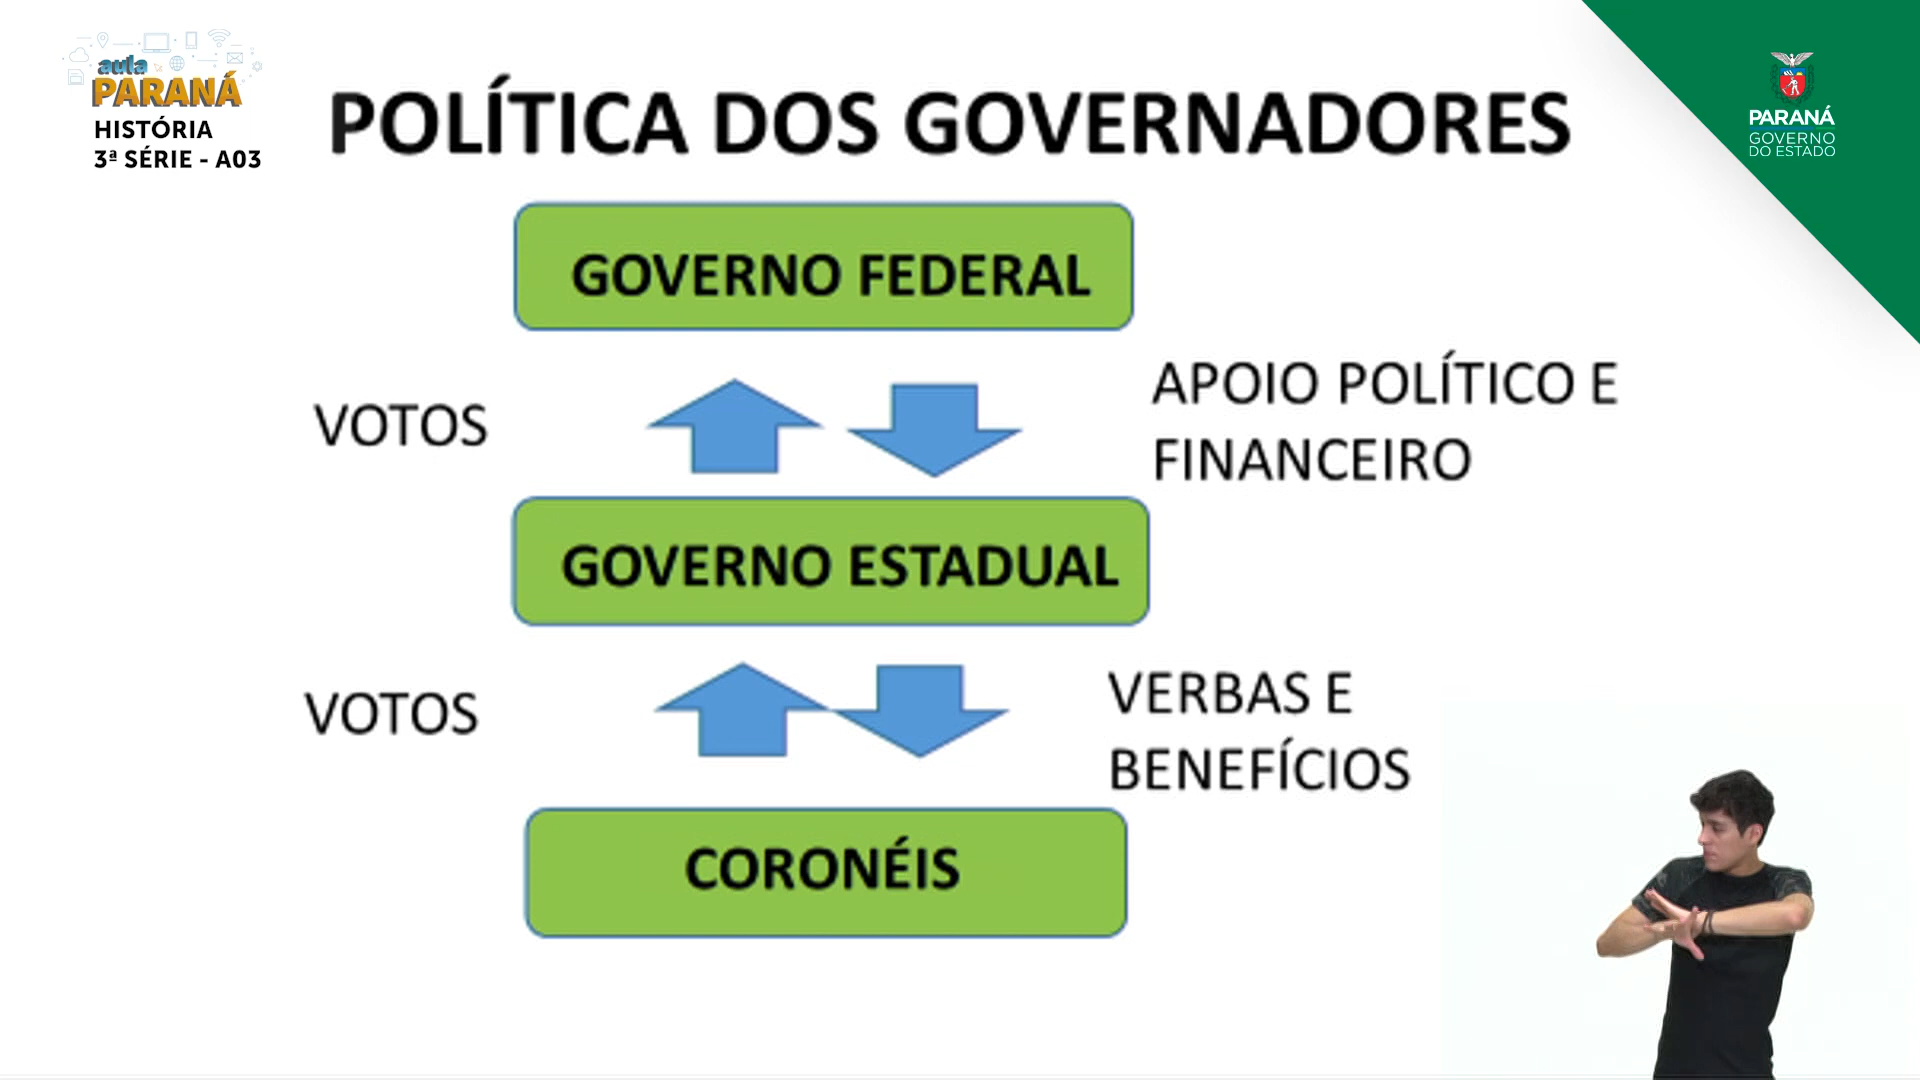 aula
PARANÁ
HISTÓRIA
3ª SÉRIE - A03
POLÍTICA DOS GOVERNADORES
PARANÁ
GOVERNO
DO ESTADO
GOVERNO FEDERAL
VOTOS
APOIO POLÍTICO E
FINANCEIRO
GOVERNO ESTADUAL
VOTOS
VERBAS E
BENEFÍCIOS
CORONÉIS